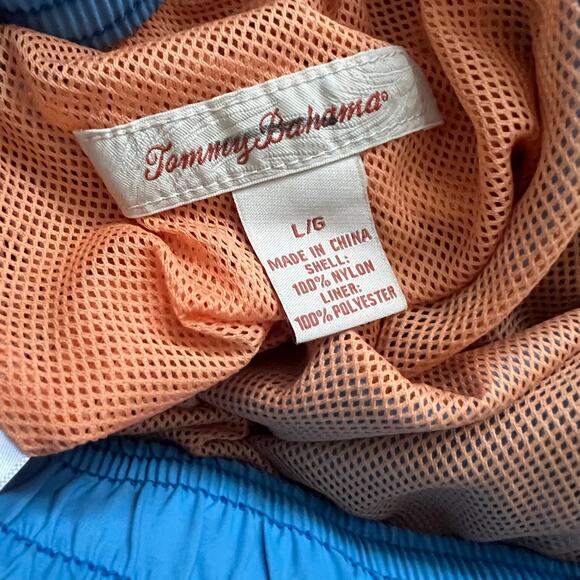 Tommy Bahama®
L/G
MADE IN CHINA
SHELL:
100% NYLON
LINER:
100% POLYESTER